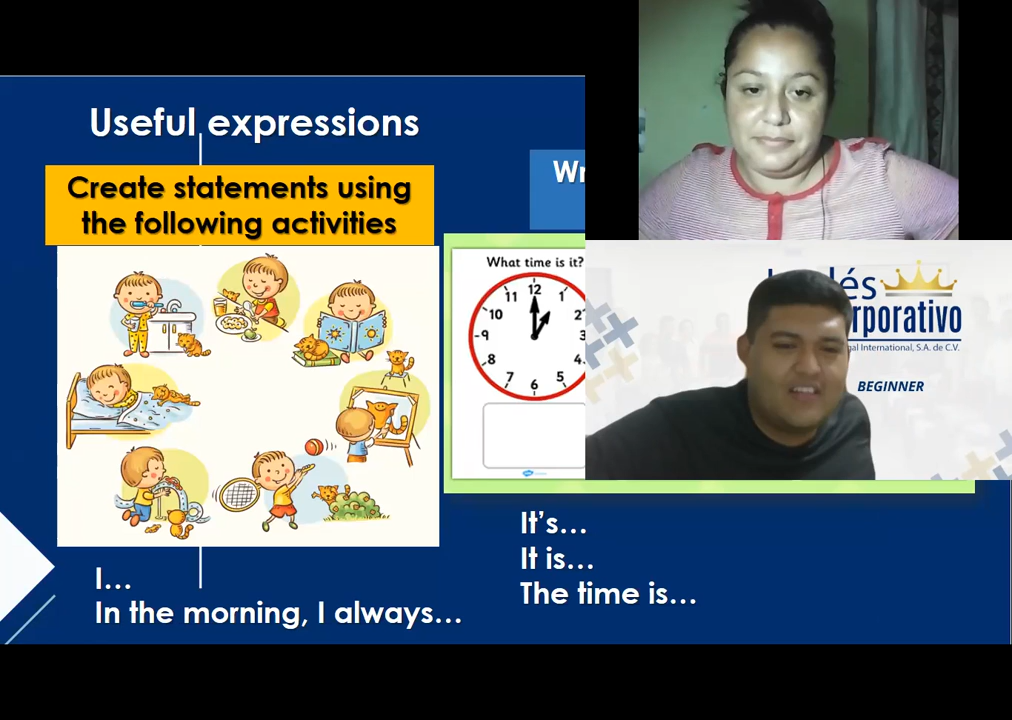 Useful expressions
Create statements using
the following activities
I…
In the morning, I always…
What time is it?
12
11
1
10
2
9
3
8
4
7
5
6
It's…
It is…
The time is…
BEGINNER